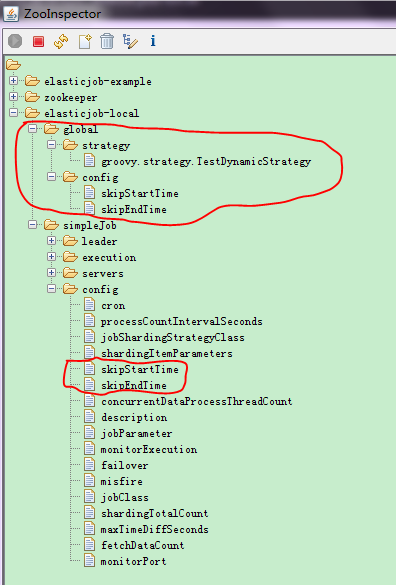 ZooInspector
elasticjob-example
zookeeper
elasticjob-local
global
strategy
groovy.strategy.TestDynamicStrategy
config
skipStartTime
skipEndTime
simpleJob
leader
execution
servers
config
cron
processCountIntervalSeconds
jobShardingStrategyClass
shardingItemParameters
skipStartTime
skipEndTime
concurrentDataProcessThreadCount
description
jobParameter
monitorExecution
failover
misfire
jobClass
shardingTotalCount
maxTimeDiffSeconds
fetchDataCount
monitorPort